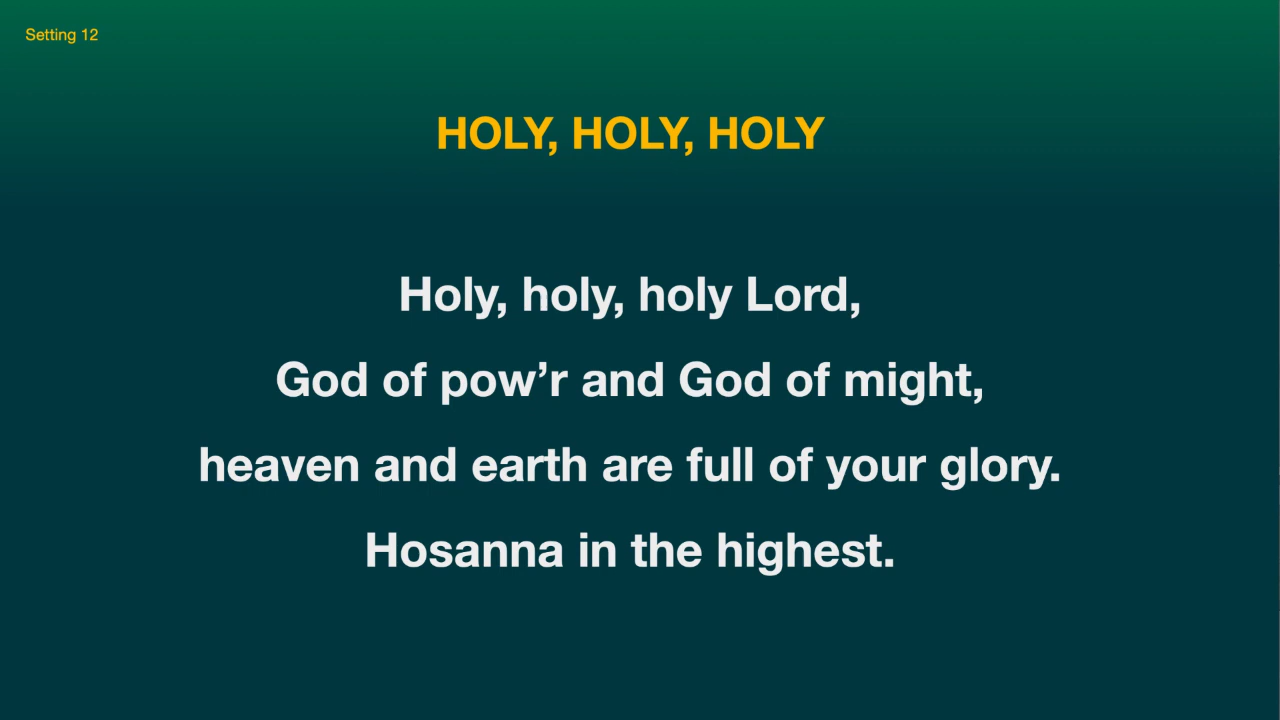 Setting 12
HOLY, HOLY, HOLY
Holy, holy, holy Lord,
God of pow’r and God of might,
heaven and earth are full of your glory.
Hosanna in the highest.